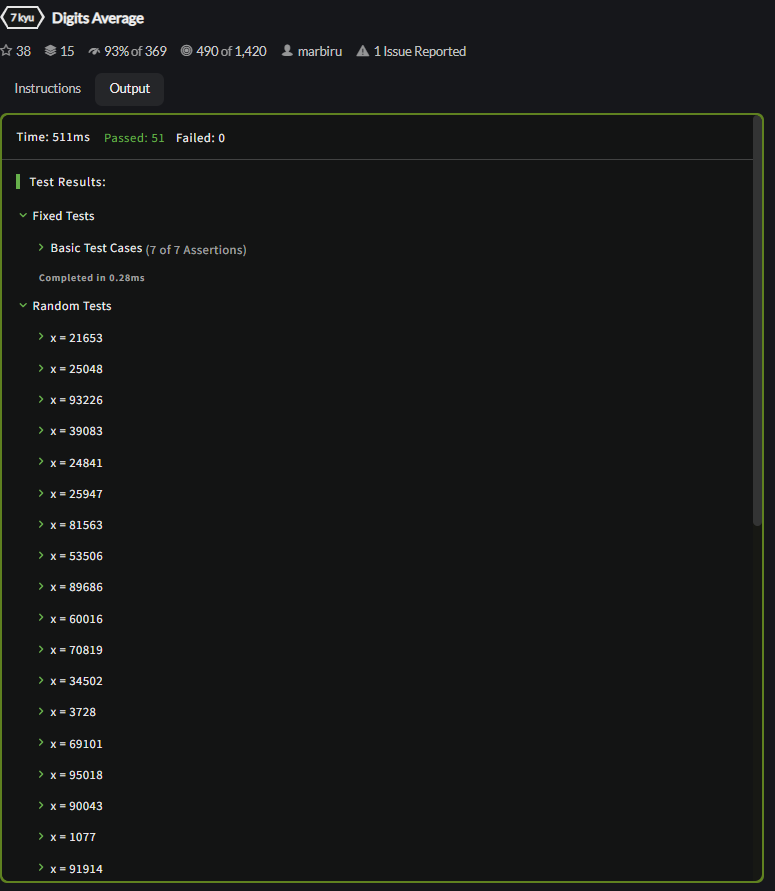 7 kyu Digits Average
38 15 93% of 369 490 of 1,420 marbiru 1 Issue Reported
Instructions Output
Time: 511ms Passed: 51 Failed: 0
Test Results:
Fixed Tests
Basic Test Cases (7 of 7 Assertions)
Completed in 0.28ms
Random Tests
x = 21653
x = 25048
x = 93226
x = 39083
x = 24841
x = 25947
x = 81563
x = 53506
x = 89686
x = 60016
x = 70819
x = 34502
x = 3728
x = 69101
x = 95018
x = 90043
x = 1077
x = 91914